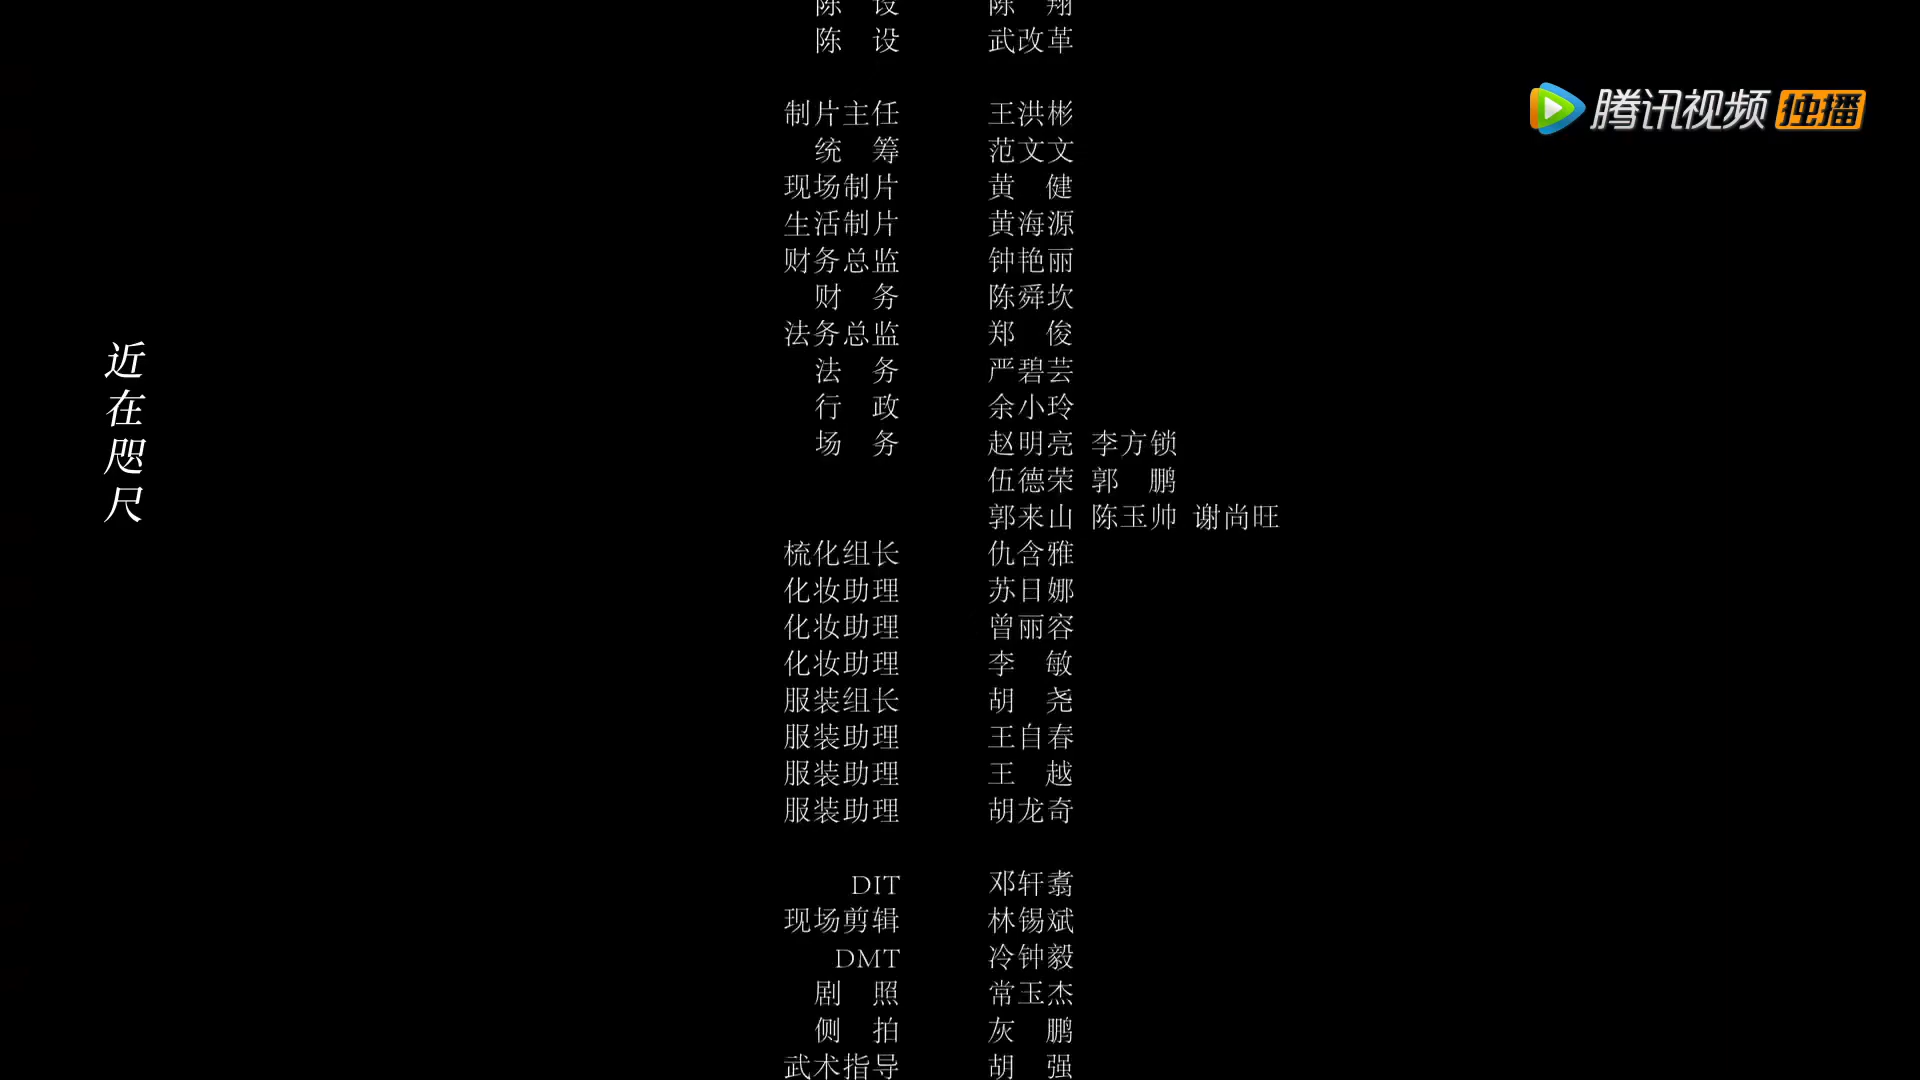 陈　设　陈　翔
陈　设　武改革
腾讯视频 独播
制片主任　王洪彬
统　筹　范文文
现场制片　黄　健
生活制片　黄海源
财务总监　钟艳丽
财　务　陈舜坎
法务总监　郑　俊
法　务　严碧芸
行　政　余小玲
场　务　赵明亮 李方锁
伍德荣 郭　鹏
郭来山 陈玉帅 谢尚旺
近在咫尺
梳化组长　仇含雅
化妆助理　苏日娜
化妆助理　曾丽容
化妆助理　李　敏
服装组长　胡　尧
服装助理　王自春
服装助理　王　越
服装助理　胡龙奇
DIT　邓轩翥
现场剪辑　林锡斌
DMT　冷钟毅
剧　照　常玉杰
侧　拍　灰　鹏
武术指导　胡　强